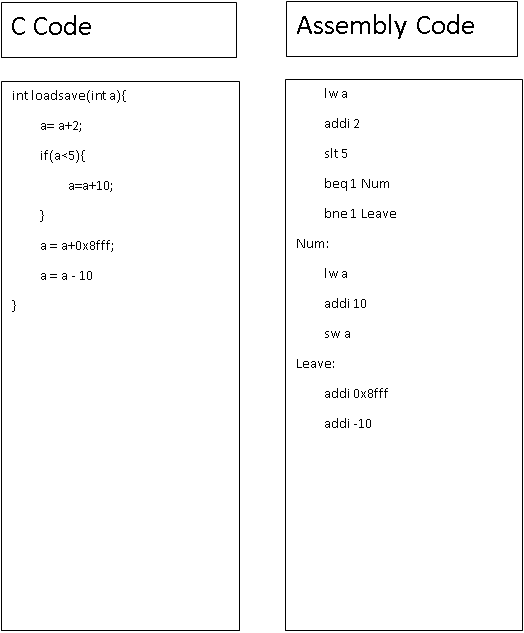 C Code
int loadsave(int a){
a= a+2;
if(a<5){
a=a+10;
}
a = a+0x8fff;
a = a - 10
}
Assembly Code
lw a
addi 2
slt 5
beq 1 Num
bne 1 Leave
Num:
lw a
addi 10
sw a
Leave:
addi 0x8fff
addi -10